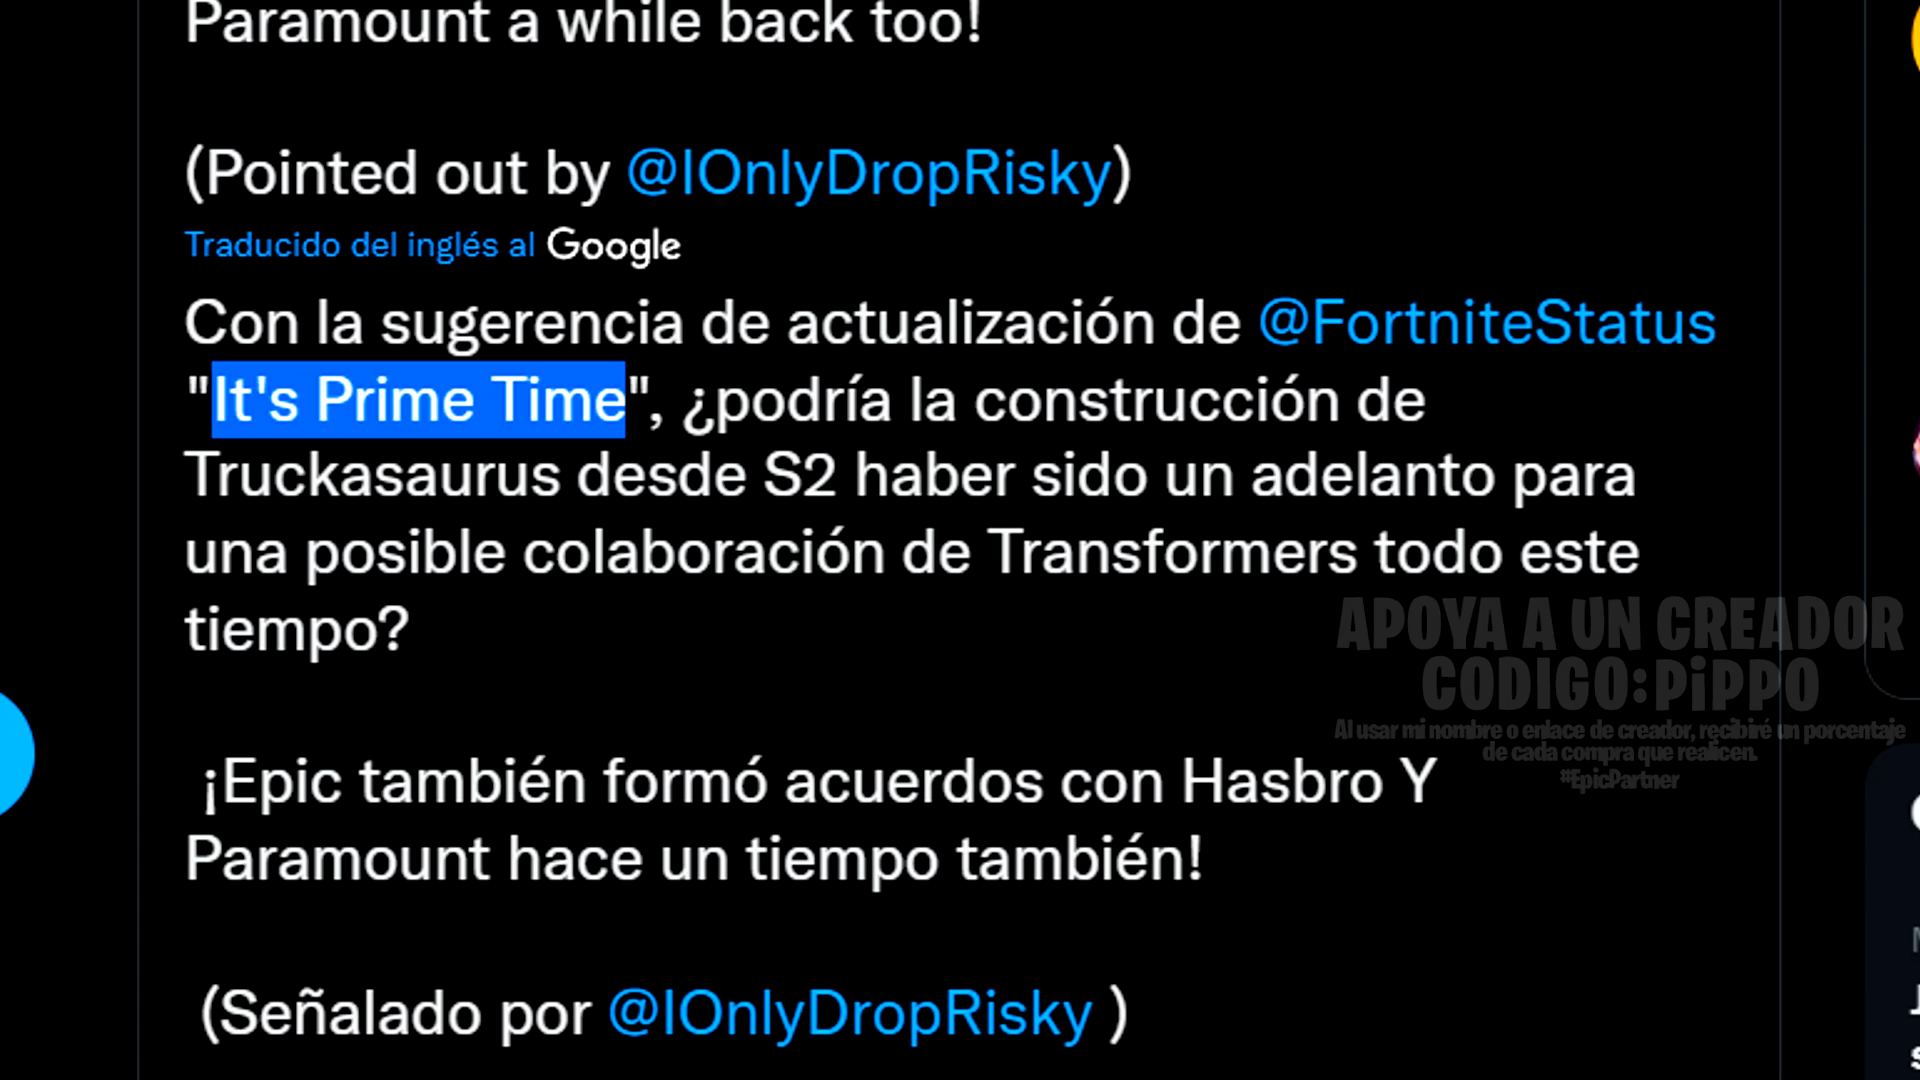 Paramount a while back too!
(Pointed out by @IOnlyDropRisky)
Traducido del inglés al Google
Con la sugerencia de actualización de @FortniteStatus
"It's Prime Time", ¿podría la construcción de
Truckasaurus desde S2 haber sido un adelanto para
una posible colaboración de Transformers todo este
tiempo?
¡Epic también formó acuerdos con Hasbro Y
Paramount hace un tiempo también!
(Señalado por @IOnlyDropRisky )
APOYA A UN CREADOR
CODIGO:PiPPO
Al usar mi nombre o enlace de creador, recibiré un porcentaje
de cada compra que realicen.
#EpicPartner